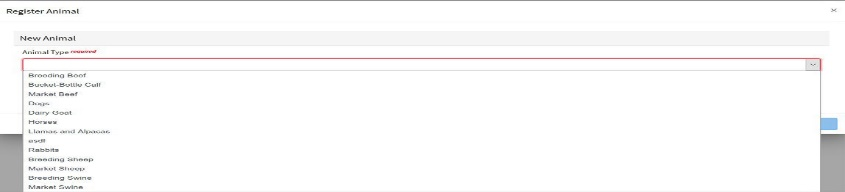 Register Animal
×
New Animal
Animal Type required
Breeding Beef
Bucket-Bottle Calf
Market Beef
Dogs
Dairy Goat
Horses
Llamas and Alpacas
asdf
Rabbits
Breeding Sheep
Market Sheep
Breeding Swine
Market Swine